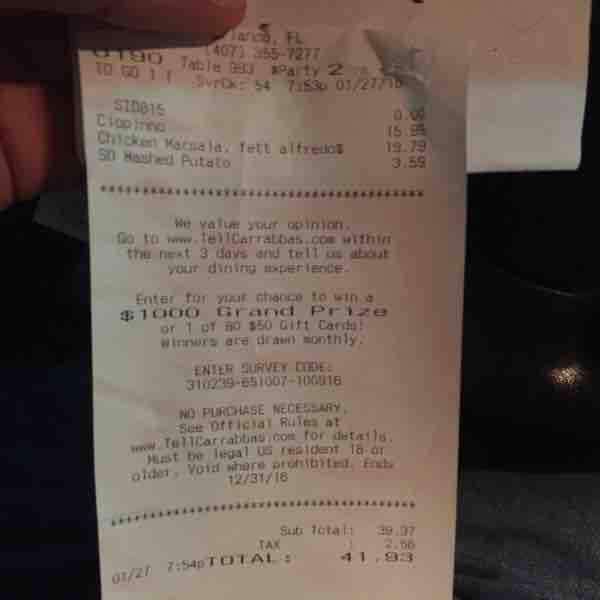 FL
(407) 355-7277
0190 Table 993 #Party 2
TO GO 1 T SvrCk: 54 7:53p 01/27/16
SID815 0.00
Cioppino 15.99
Chicken Marsala, fett alfredo$ 19.79
SD Mashed Potato 3.59
We value your opinion.
Go to www.TellCarrabbas.com within
the next 3 days and tell us about
your dining experience.
Enter for your chance to win a
$1000 Grand Prize
or 1 of 80 $50 Gift Cards!
Winners are drawn monthly.
ENTER SURVEY CODE:
310239-651007-100816
NO PURCHASE NECESSARY.
See Official Rules at
www.TellCarrabbas.com for details.
Must be legal US resident 18 or
older. Void where prohibited. Ends
12/31/16
Sub Total: 39.37
TAX : 2.56
01/27 7:54p TOTAL: 41.93